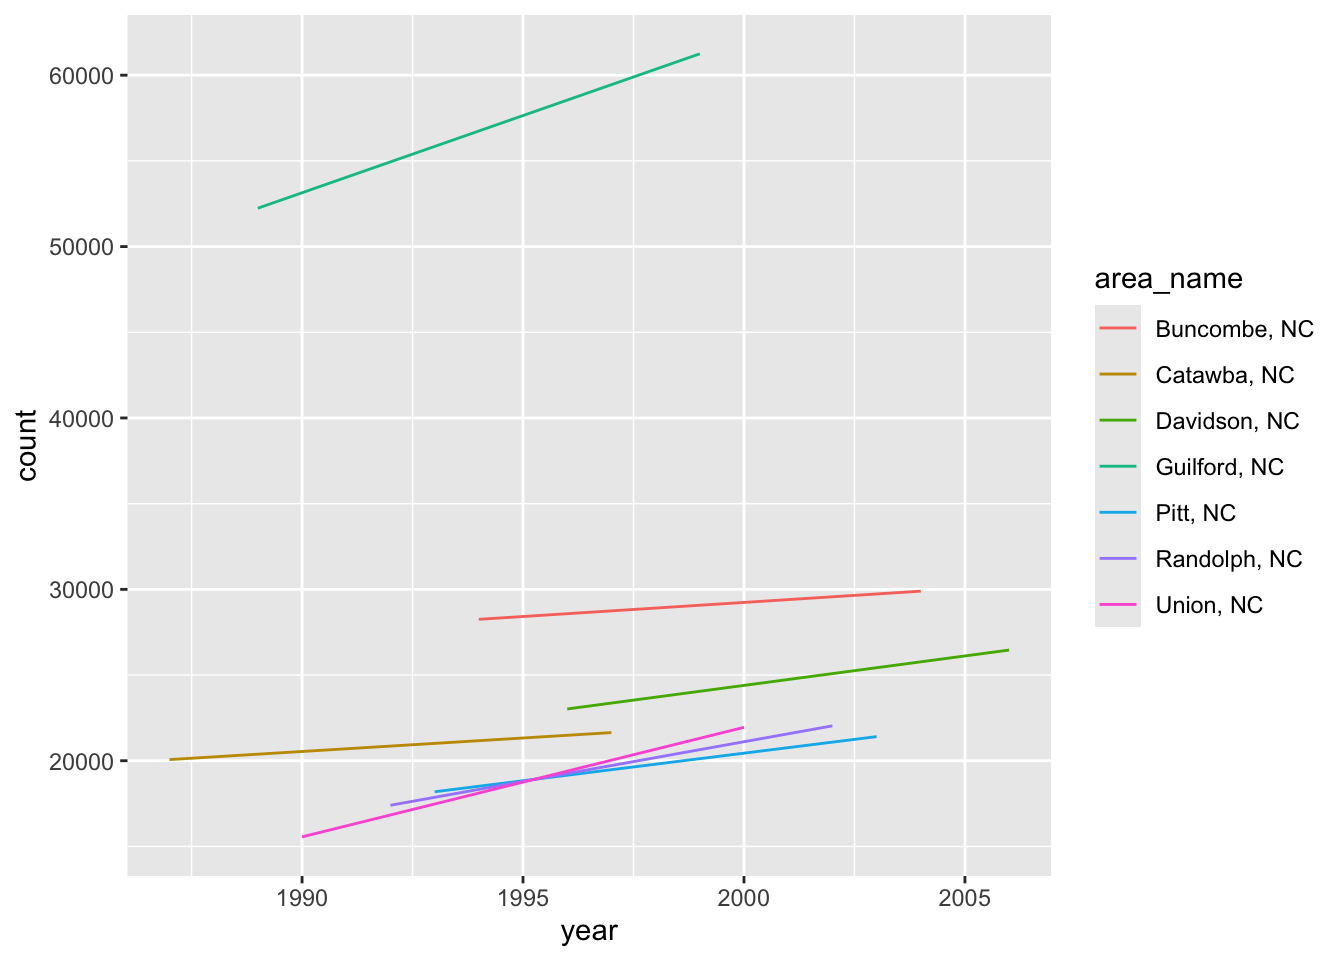 60000
50000
40000
30000
20000
count
1990
1995
2000
2005
year
area_name
Buncombe, NC
Catawba, NC
Davidson, NC
Guilford, NC
Pitt, NC
Randolph, NC
Union, NC